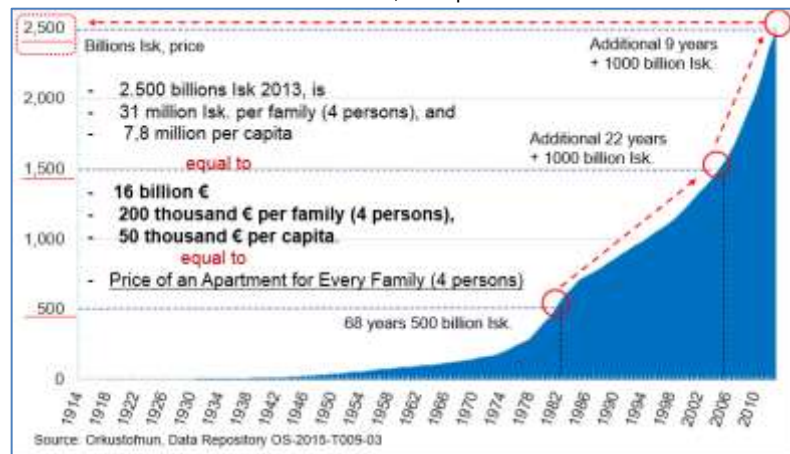 2,500
Billions Isk, price
Additional 9 years
+ 1000 billion Isk.
- 2.500 billions Isk 2013, is
- 31 million Isk. per family (4 persons), and
- 7,8 million per capita
equal to
- 16 billion €
- 200 thousand € per family (4 persons),
- 50 thousand € per capita.
equal to
- Price of an Apartment for Every Family (4 persons)
2,000
Additional 22 years
+ 1000 billion Isk.
1,500
1,000
500
68 years 500 billion Isk.
0
1914 1918 1922 1926 1930 1934 1938 1942 1946 1950 1954 1958 1962 1966 1970 1974 1978 1982 1986 1990 1994 1998 2002 2006 2010
Source: Orkustofnun, Data Repository OS-2015-T009-03